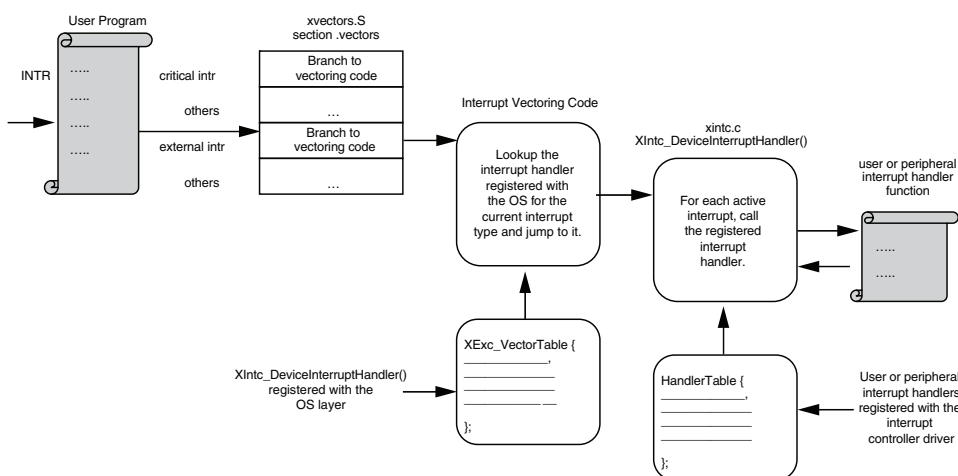 User Program
INTR
…..
…..
…..
…..
critical intr
others
external intr
others
xvectors.S
section .vectors
Branch to
vectoring code
…
Branch to
vectoring code
…
Interrupt Vectoring Code
Lookup the
interrupt handler
registered with
the OS for the
current interrupt
type and jump to it.
xintc.c
XIntc_DeviceInterruptHandler()
For each active
interrupt, call
the registered
interrupt
handler.
user or peripheral
interrupt handler
function
…..
…..
XIntc_DeviceInterruptHandler()
registered with the
OS layer
XExc_VectorTable {
,
};
HandlerTable {
,
};
User or peripheral
interrupt handlers
registered with the
interrupt
controller driver